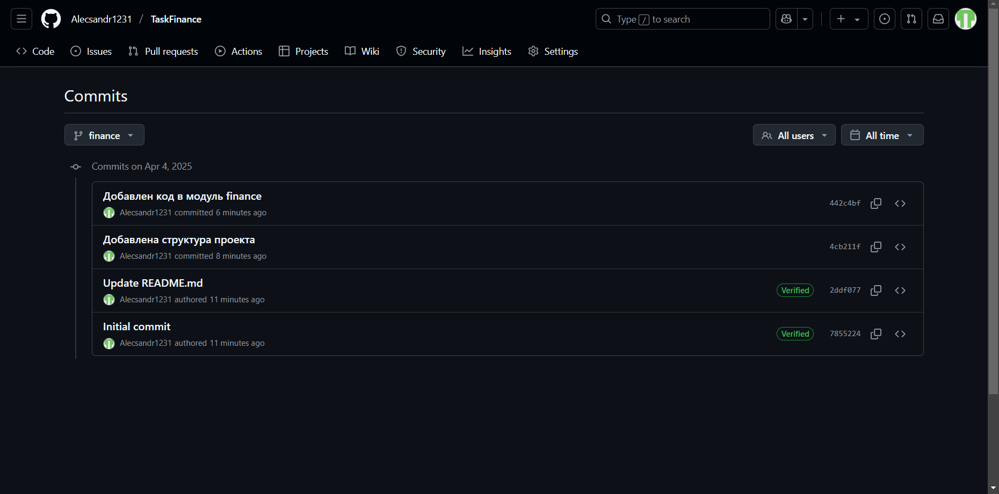 Alecsandr1231 / TaskFinance
Type / to search
Code Issues Pull requests Actions Projects Wiki Security Insights Settings
Commits
finance
All users
All time
Commits on Apr 4, 2025
Добавлен код в модуль finance
Alecsandr1231 committed 6 minutes ago
442c4bf
Добавлена структура проекта
Alecsandr1231 committed 8 minutes ago
4cb211f
Update README.md
Alecsandr1231 authored 11 minutes ago
Verified
2ddf077
Initial commit
Alecsandr1231 authored 11 minutes ago
Verified
7855224